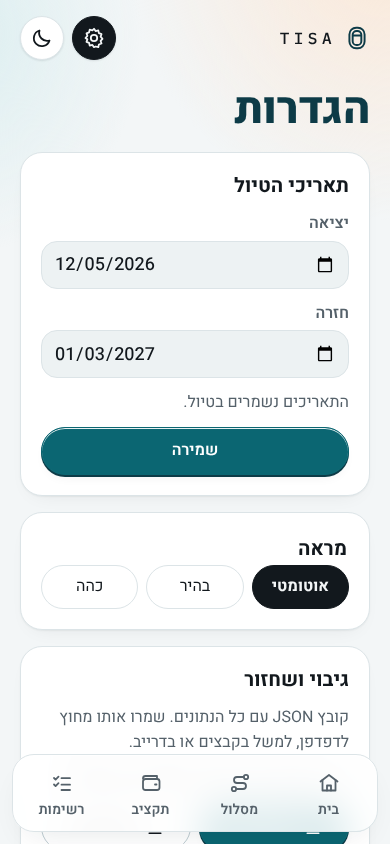 TISA
הגדרות
תאריכי הטיול
יציאה
12/05/2026
חזרה
01/03/2027
התאריכים נשמרים בטיול.
שמירה
מראה
אוטומטי
בהיר
כהה
גיבוי ושחזור
קובץ JSON עם כל הנתונים. שמרו אותו מחוץ
לדפדפן, למשל בקבצים או בדרייב.
בית
מסלול
תקציב
רשימות